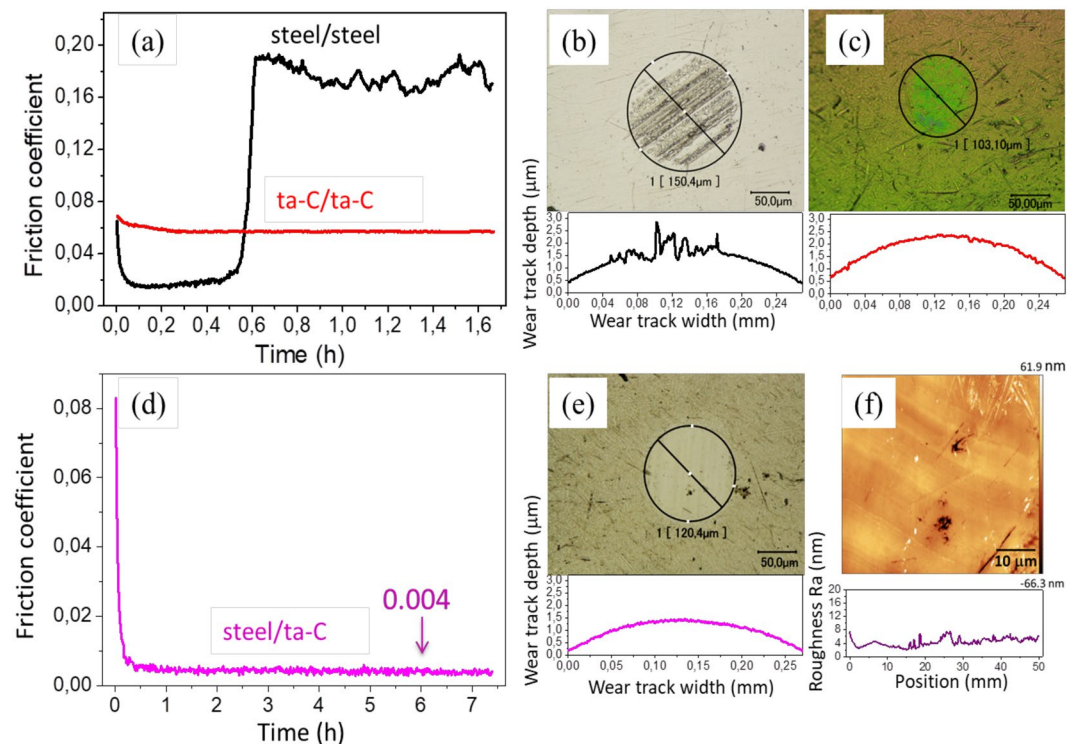 (a)
steel/steel
ta-C/ta-C
Friction coefficient
0,20
0,16
0,12
0,08
0,04
0,00
0,0 0,2 0,4 0,6 0,8 1,0 1,2 1,4 1,6
Time (h)
(b)
1 [ 150,4µm ]
50,0µm
Wear track depth (µm)
3,0
2,5
2,0
1,5
1,0
0,5
0,0
0,00 0,04 0,08 0,12 0,16 0,20 0,24
Wear track width (mm)
(c)
1 [ 103,10µm ]
50,00µm
3,0
2,5
2,0
1,5
1,0
0,5
0,0
0,00 0,04 0,08 0,12 0,16 0,20 0,24
(d)
0.004
steel/ta-C
Friction coefficient
0,08
0,06
0,04
0,02
0,00
0 1 2 3 4 5 6 7
Time (h)
(e)
1 [ 120,4µm ]
50,0µm
Wear track depth (µm)
3,0
2,5
2,0
1,5
1,0
0,5
0,0
0,00 0,05 0,10 0,15 0,20 0,25
Wear track width (mm)
61.9 nm
(f)
10 µm
-66.3 nm
Roughness Ra (nm)
20
16
12
8
4
0
0 10 20 30 40 50
Position (mm)